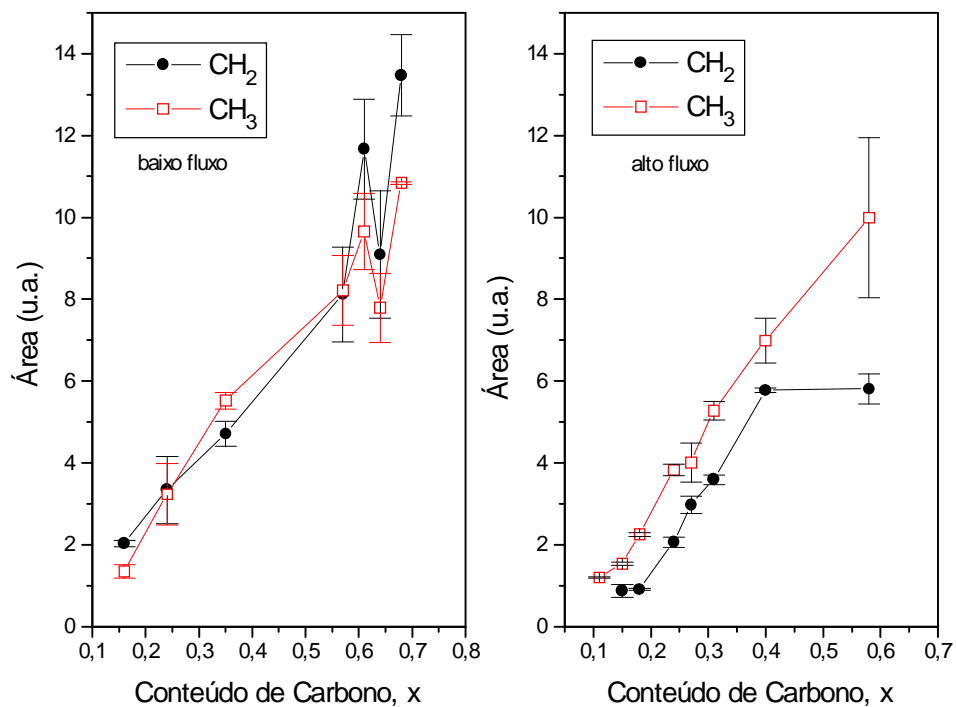 14
12
10
8
6
4
2
0
Área (u.a.)
CH₂
CH₃
baixo fluxo
0,1 0,2 0,3 0,4 0,5 0,6 0,7 0,8
Conteúdo de Carbono, x
14
12
10
8
6
4
2
0
Área (u.a.)
CH₂
CH₃
alto fluxo
0,1 0,2 0,3 0,4 0,5 0,6 0,7
Conteúdo de Carbono, x